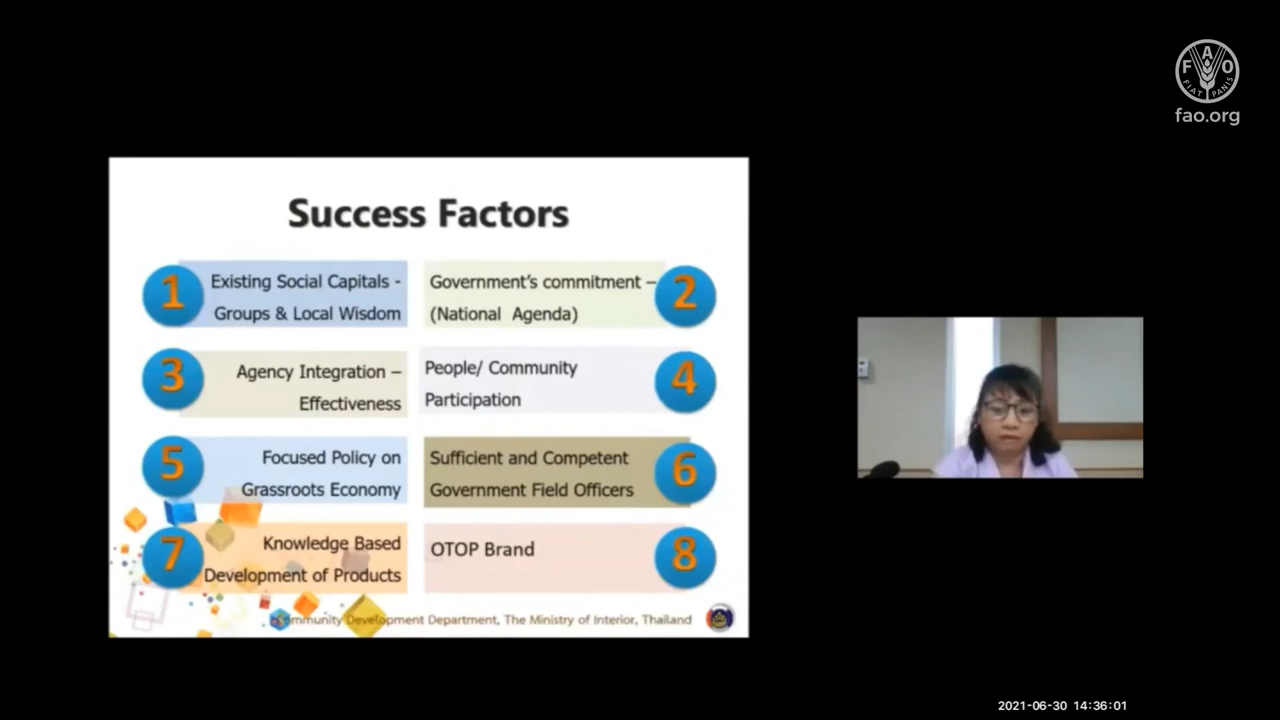 F A O
FIAT PANIS
fao.org
Success Factors
1
Existing Social Capitals -
Groups & Local Wisdom
Government's commitment –
(National Agenda)
2
3
Agency Integration –
Effectiveness
People/ Community
Participation
4
5
Focused Policy on
Grassroots Economy
Sufficient and Competent
Government Field Officers
6
7
Knowledge Based
Development of Products
OTOP Brand
8
Community Development Department, The Ministry of Interior, Thailand
2021-06-30 14:36:01